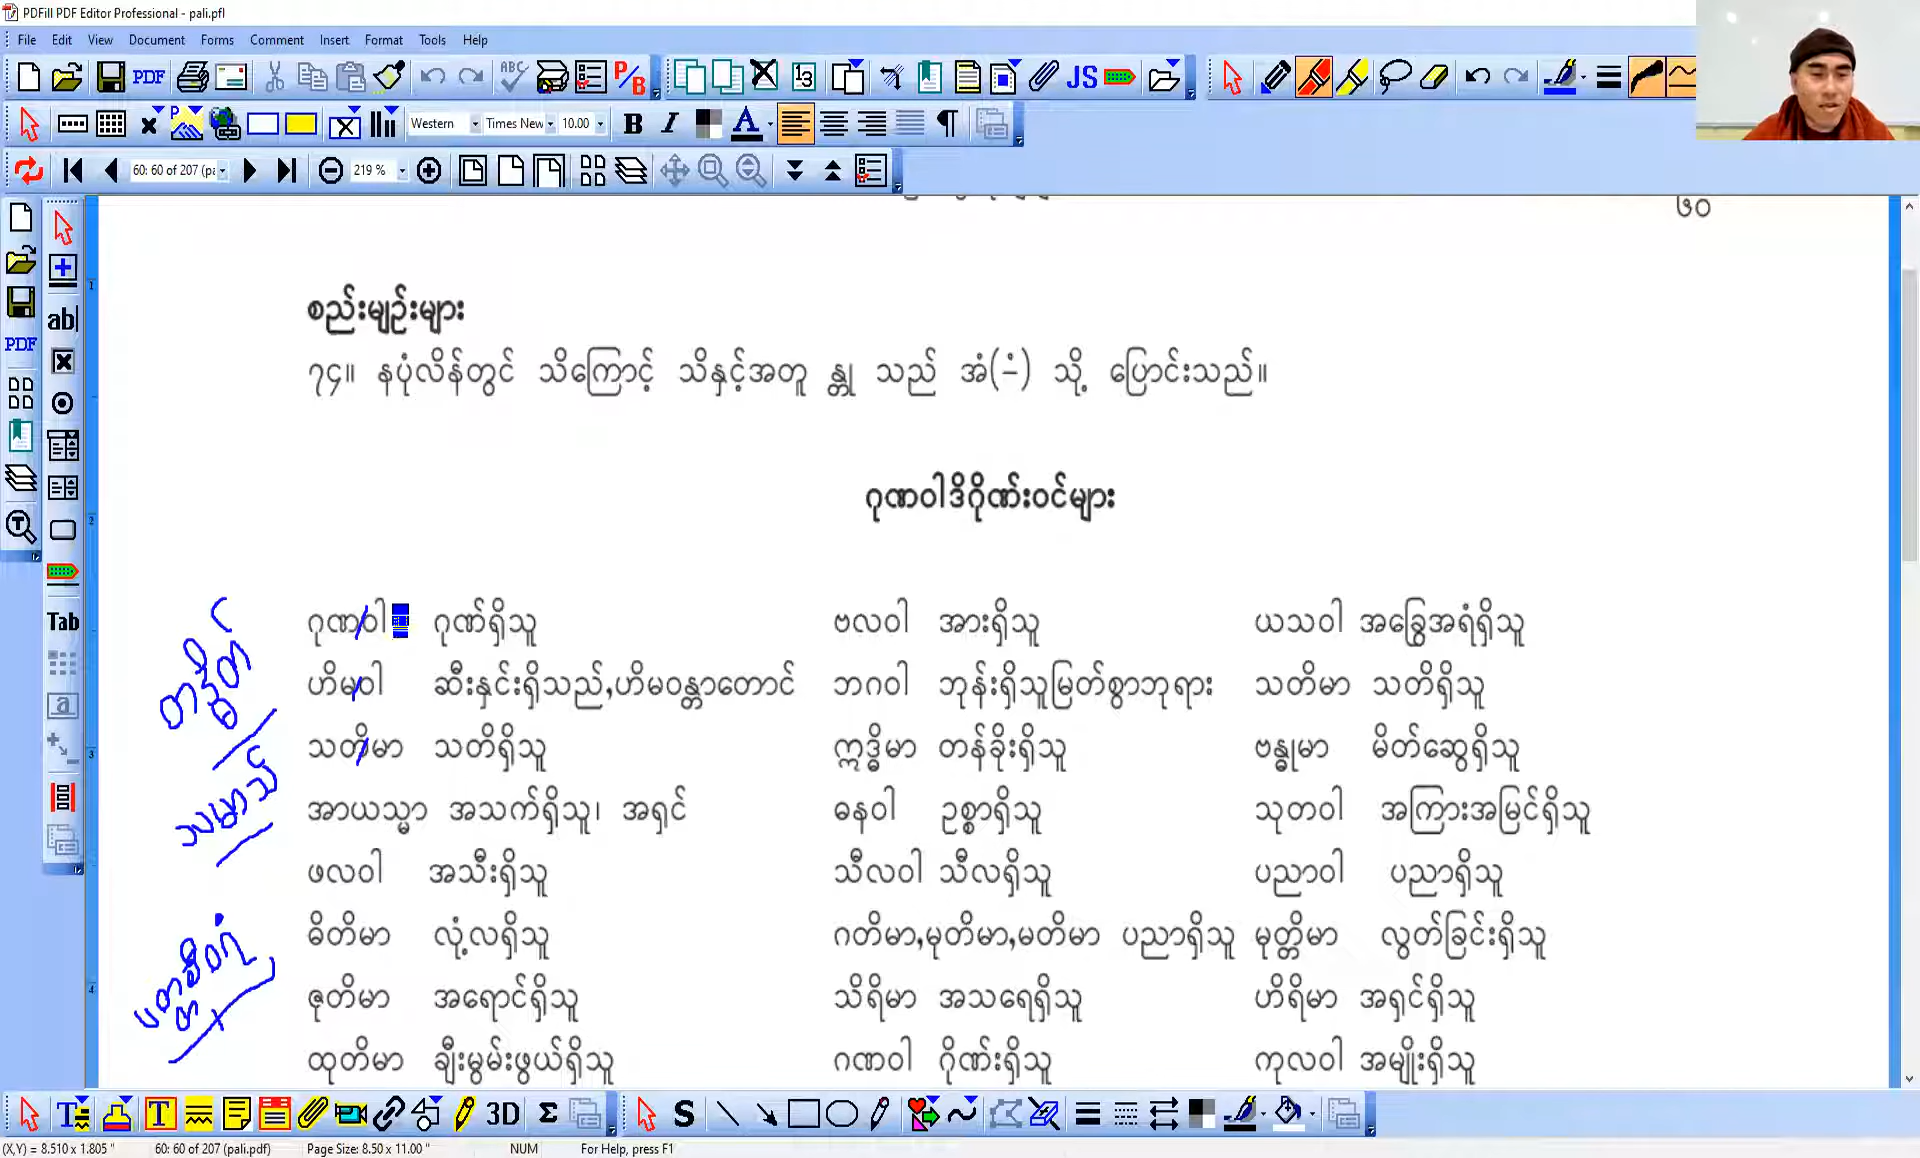 PDFill PDF Editor Professional - pali.pfl
File Edit View Document Forms Comment Insert Format Tools Help
Western Times New 10.00
60: 60 of 207 (pa 219 %
၆၀
စည်းမျဉ်းများ
၇၄။ နပုံလိန်တွင် သိကြောင့် သိနှင့်အတူ န္တု သည် အံ(-ံ) သို့ ပြောင်းသည်။
ဂုဏဝါဒိဂိုဏ်းဝင်များ
ဂုဏဝါ ဂုဏ်ရှိသူ ဗလဝါ အားရှိသူ ယသဝါ အခြွေအရံရှိသူ
ဟိမဝါ ဆီးနှင်းရှိသည်,ဟိမဝန္တာတောင် ဘဂဝါ ဘုန်းရှိသူမြတ်စွာဘုရား သတိမာ သတိရှိသူ
သတိမာ သတိရှိသူ ဣဒ္ဓိမာ တန်ခိုးရှိသူ ဗန္ဓုမာ မိတ်ဆွေရှိသူ
အာယသ္မာ အသက်ရှိသူ၊ အရှင် ဓနဝါ ဥစ္စာရှိသူ သုတဝါ အကြားအမြင်ရှိသူ
ဖလဝါ အသီးရှိသူ သီလဝါ သီလရှိသူ ပညာဝါ ပညာရှိသူ
ဓိတိမာ လုံ့လရှိသူ ဂတိမာ,မုတိမာ,မတိမာ ပညာရှိသူ မုတ္တိမာ လွတ်ခြင်းရှိသူ
ဇုတိမာ အရောင်ရှိသူ သိရိမာ အသရေရှိသူ ဟိရိမာ အရှင်ရှိသူ
ထုတိမာ ချီးမွမ်းဖွယ်ရှိသူ ဂဏဝါ ဂိုဏ်းရှိသူ ကုလဝါ အမျိုးရှိသူ
တဒ္ဓိတ်
သမာသ်
ပတ္တစီဝရံ
(X,Y) = 8.510 x 1.805 " 60: 60 of 207 (pali.pdf) Page Size: 8.50 x 11.00 " NUM For Help, press F1